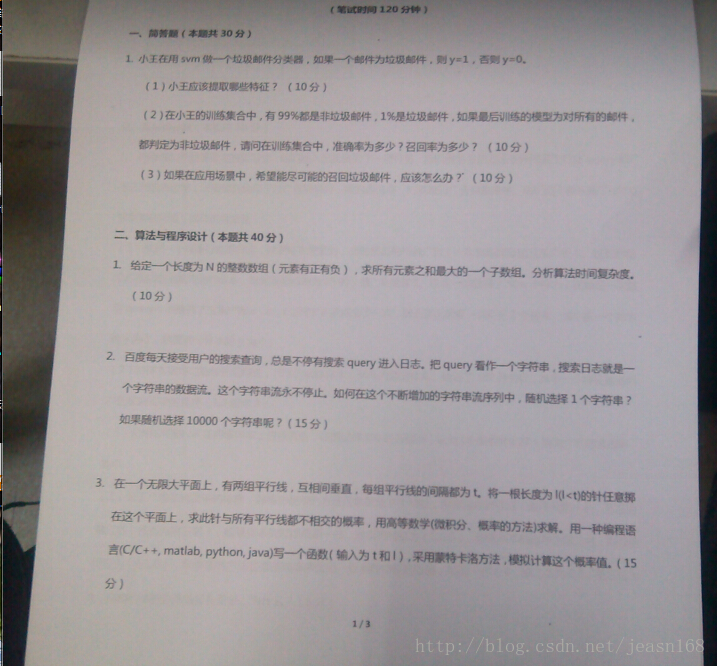 （笔试时间 120 分钟）
一、简答题（本题共 30 分）
1. 小王在用 svm 做一个垃圾邮件分类器，如果一个邮件为垃圾邮件，则 y=1，否则 y=0。
（1）小王应该提取哪些特征？（10 分）
（2）在小王的训练集合中，有 99%都是非垃圾邮件，1%是垃圾邮件，如果最后训练的模型为对所有的邮件，
都判定为非垃圾邮件，请问在训练集合中，准确率为多少？召回率为多少？（10 分）
（3）如果在应用场景中，希望能尽可能的召回垃圾邮件，应该怎么办？（10 分）
二、算法与程序设计（本题共 40 分）
1. 给定一个长度为 N 的整数数组（元素有正有负），求所有元素之和最大的一个子数组。分析算法时间复杂度。
（10 分）
2. 百度每天接受用户的搜索查询，总是不停有搜索 query 进入日志。把 query 看作一个字符串，搜索日志就是一
个字符串的数据流。这个字符串流永不停止。如何在这个不断增加的字符串流序列中，随机选择 1 个字符串？
如果随机选择 10000 个字符串呢？（15 分）
3. 在一个无限大平面上，有两组平行线，互相间垂直，每组平行线的间隔都为 t。将一根长度为 l(l<t)的针任意掷
在这个平面上，求此针与所有平行线都不相交的概率，用高等数学(微积分、概率的方法)求解。用一种编程语
言(C/C++, matlab, python, java)写一个函数（输入为 t 和 l），采用蒙特卡洛方法，模拟计算这个概率值。（15
分）
1 / 3
http://blog.csdn.net/jeasn168